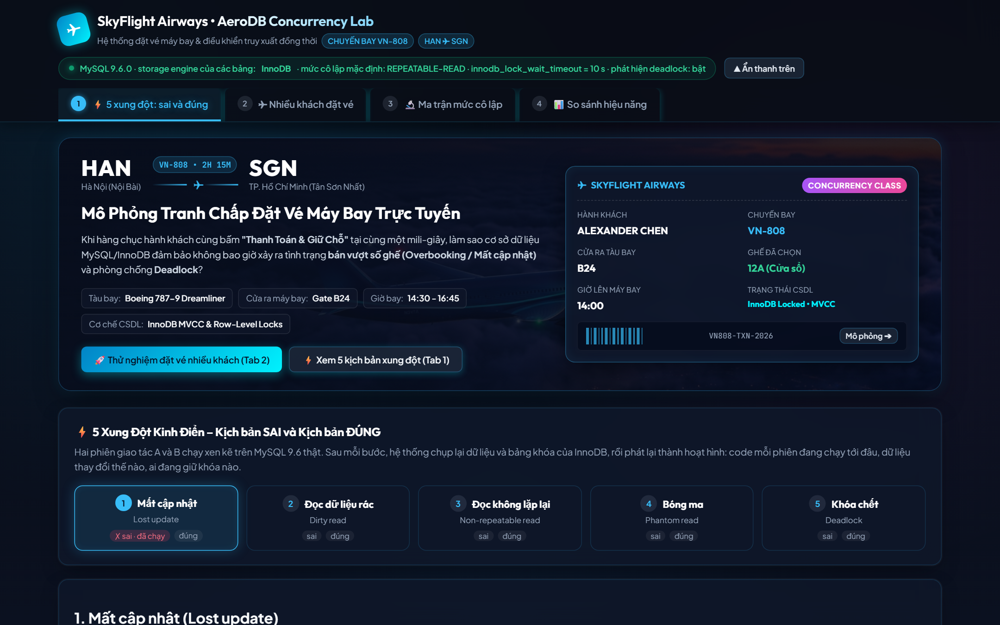 SkyFlight Airways • AeroDB Concurrency Lab
Hệ thống đặt vé máy bay & điều khiển truy xuất đồng thời CHUYẾN BAY VN-808 HAN ✈ SGN
MySQL 9.6.0 · storage engine của các bảng: InnoDB · mức cô lập mặc định: REPEATABLE-READ · innodb_lock_wait_timeout = 10 s · phát hiện deadlock: bật ▲ Ẩn thanh trên
1 ⚡ 5 xung đột: sai và đúng 2 ✈ Nhiều khách đặt vé 3 🔬 Ma trận mức cô lập 4 📊 So sánh hiệu năng
HAN VN-808 • 2H 15M SGN
Hà Nội (Nội Bài) ✈ TP. Hồ Chí Minh (Tân Sơn Nhất)
Mô Phỏng Tranh Chấp Đặt Vé Máy Bay Trực Tuyến
Khi hàng chục hành khách cùng bấm "Thanh Toán & Giữ Chỗ" tại cùng một mili-giây, làm sao cơ sở dữ liệu
MySQL/InnoDB đảm bảo không bao giờ xảy ra tình trạng bán vượt số ghế (Overbooking / Mất cập nhật)
và phòng chống Deadlock?
Tàu bay: Boeing 787-9 Dreamliner Cửa ra máy bay: Gate B24 Giờ bay: 14:30 - 16:45
Cơ chế CSDL: InnoDB MVCC & Row-Level Locks
🚀 Thử nghiệm đặt vé nhiều khách (Tab 2) ⚡ Xem 5 kịch bản xung đột (Tab 1)
✈ SKYFLIGHT AIRWAYS CONCURRENCY CLASS
HÀNH KHÁCH CHUYẾN BAY
ALEXANDER CHEN VN-808
CỬA RA TÀU BAY GHẾ ĐÃ CHỌN
B24 12A (Cửa sổ)
GIỜ LÊN MÁY BAY TRẠNG THÁI CSDL
14:00 InnoDB Locked • MVCC
VN808-TXN-2026 Mô phỏng ➔
⚡ 5 Xung Đột Kinh Điển – Kịch bản SAI và Kịch bản ĐÚNG
Hai phiên giao tác A và B chạy xen kẽ trên MySQL 9.6 thật. Sau mỗi bước, hệ thống chụp lại dữ liệu và bảng khóa của InnoDB, rồi phát lại thành hoạt hình: code mỗi phiên đang chạy tới đâu, dữ liệu
thay đổi thế nào, ai đang giữ khóa nào.
1 Mất cập nhật
Lost update
✗ sai · đã chạy đúng
2 Đọc dữ liệu rác
Dirty read
sai đúng
3 Đọc không lặp lại
Non-repeatable read
sai đúng
4 Bóng ma
Phantom read
sai đúng
5 Khóa chết
Deadlock
sai đúng
1. Mất cập nhật (Lost update)